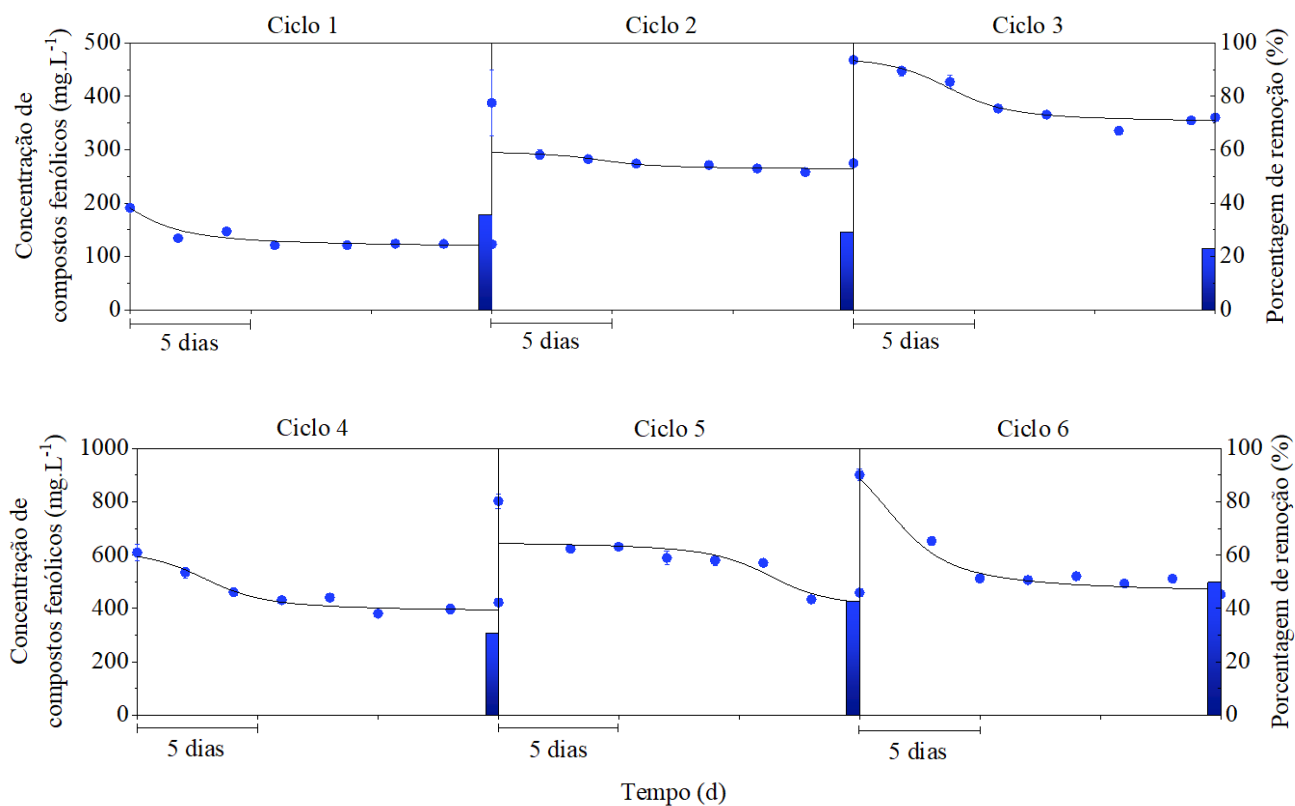 Ciclo 1 Ciclo 2 Ciclo 3
Concentração de
compostos fenólicos (mg.L⁻¹)
500
400
300
200
100
0
100
80
60
40
20
0
Porcentagem de remoção (%)
5 dias 5 dias 5 dias
Ciclo 4 Ciclo 5 Ciclo 6
Concentração de
compostos fenólicos (mg.L⁻¹)
1000
800
600
400
200
0
100
80
60
40
20
0
Porcentagem de remoção (%)
5 dias 5 dias 5 dias
Tempo (d)